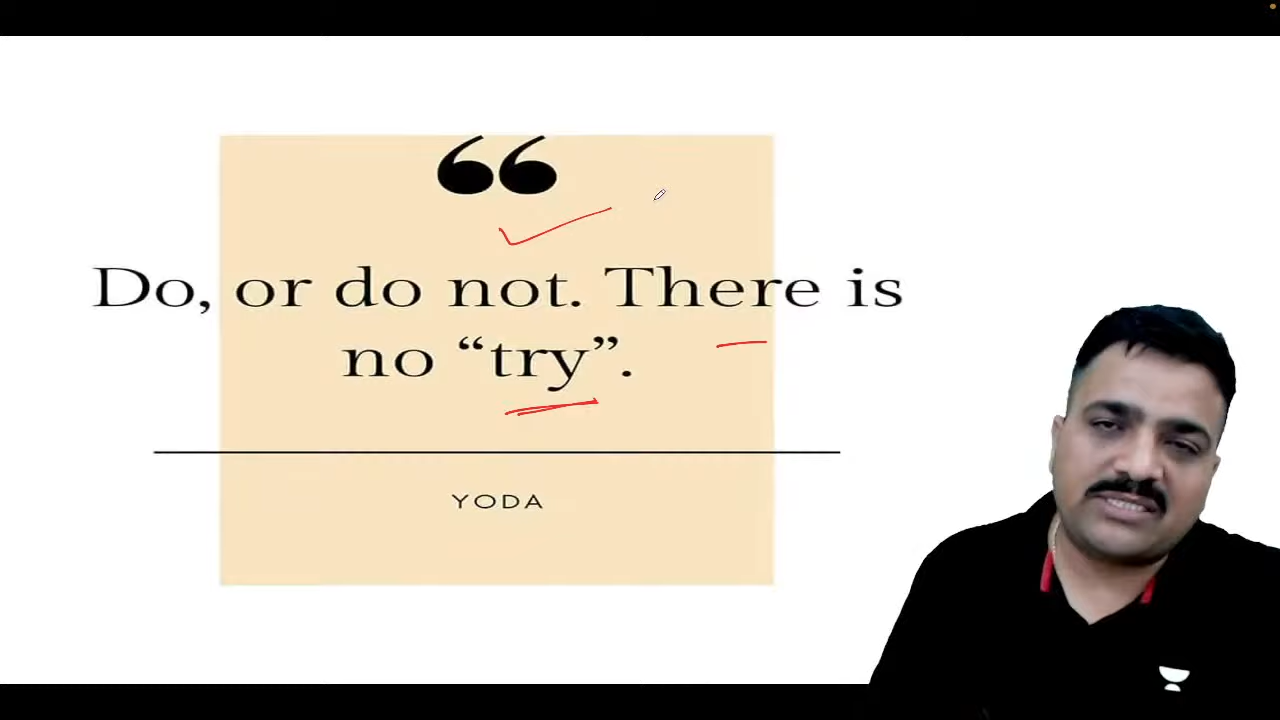 Do, or do not. There is
no “try”.
YODA